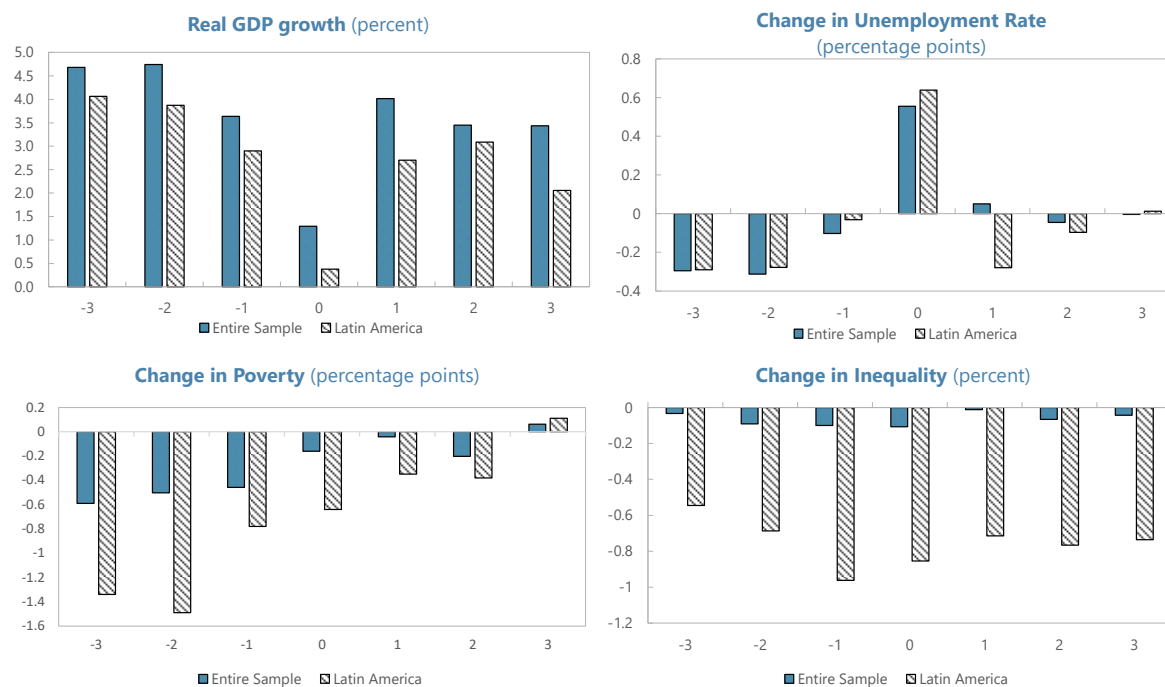 Real GDP growth (percent)
5.0
4.5
4.0
3.5
3.0
2.5
2.0
1.5
1.0
0.5
0.0
-3 -2 -1 0 1 2 3
Entire Sample Latin America
Change in Unemployment Rate
(percentage points)
0.8
0.6
0.4
0.2
0
-0.2
-0.4
-3 -2 -1 0 1 2 3
Entire Sample Latin America
Change in Poverty (percentage points)
0.2
0
-0.2
-0.4
-0.6
-0.8
-1
-1.2
-1.4
-1.6
-3 -2 -1 0 1 2 3
Entire Sample Latin America
Change in Inequality (percent)
0
-0.2
-0.4
-0.6
-0.8
-1
-1.2
-3 -2 -1 0 1 2 3
Entire Sample Latin America